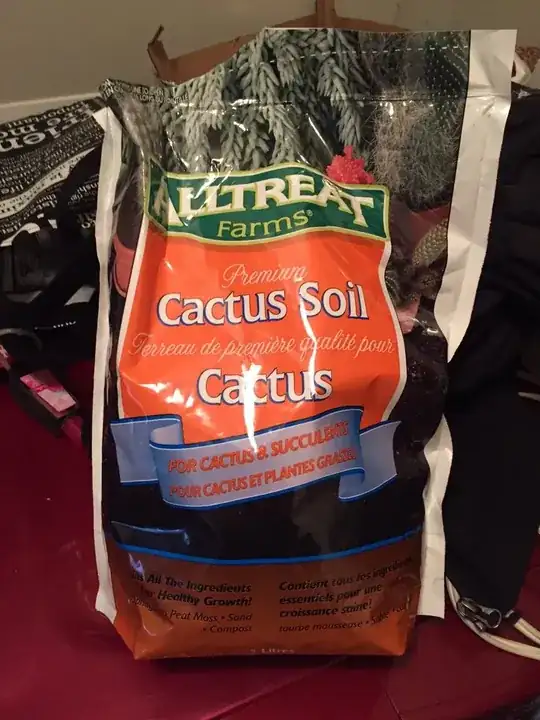 ALLTREAT
Farms®
Premium
Cactus Soil
Terreau de première qualité pour
Cactus
FOR CACTUS & SUCCULENTS
POUR CACTUS ET PLANTES GRASSES
All The Ingredients
for Healthy Growth!
Peat Moss • Sand
• Compost
Contient tous les ingrédients
essentiels pour une
croissance saine!
tourbe mousseuse •
5 Litres